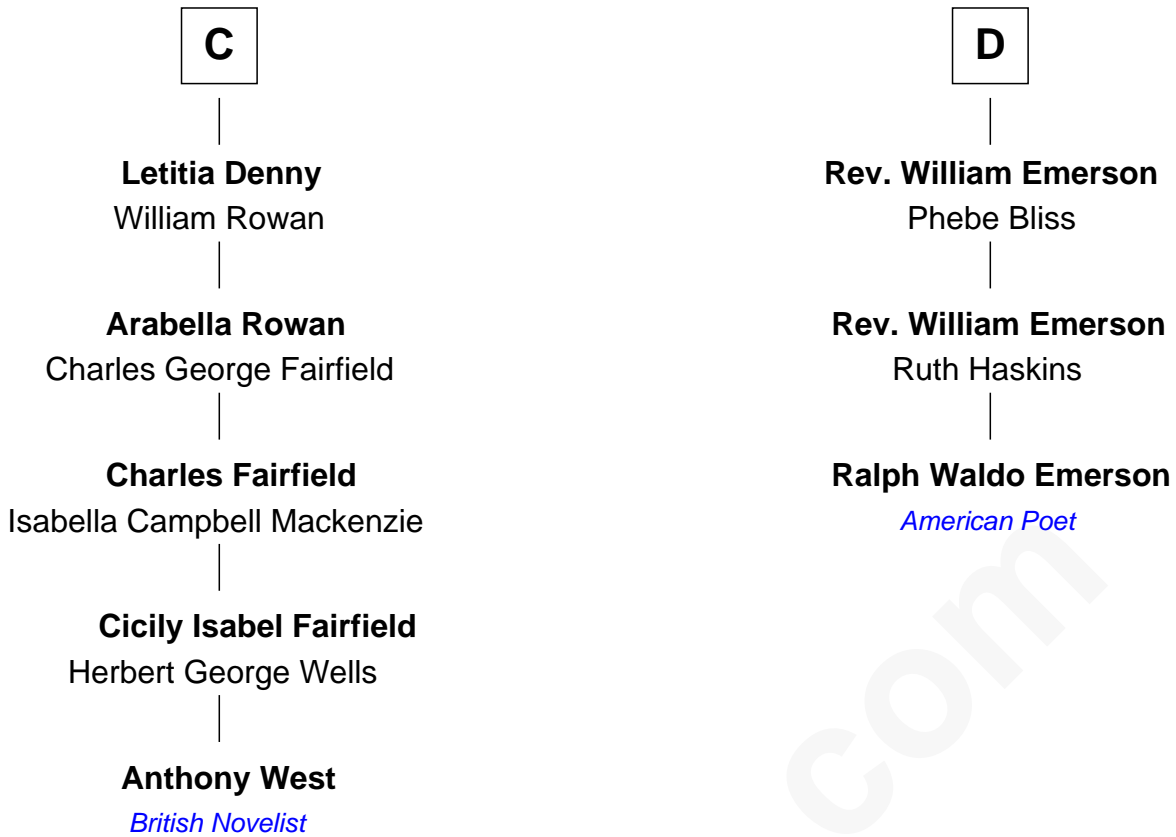 C
Letitia Denny
William Rowan
Arabella Rowan
Charles George Fairfield
Charles Fairfield
Isabella Campbell Mackenzie
Cicily Isabel Fairfield
Herbert George Wells
Anthony West
British Novelist
D
Rev. William Emerson
Phebe Bliss
Rev. William Emerson
Ruth Haskins
Ralph Waldo Emerson
American Poet
com